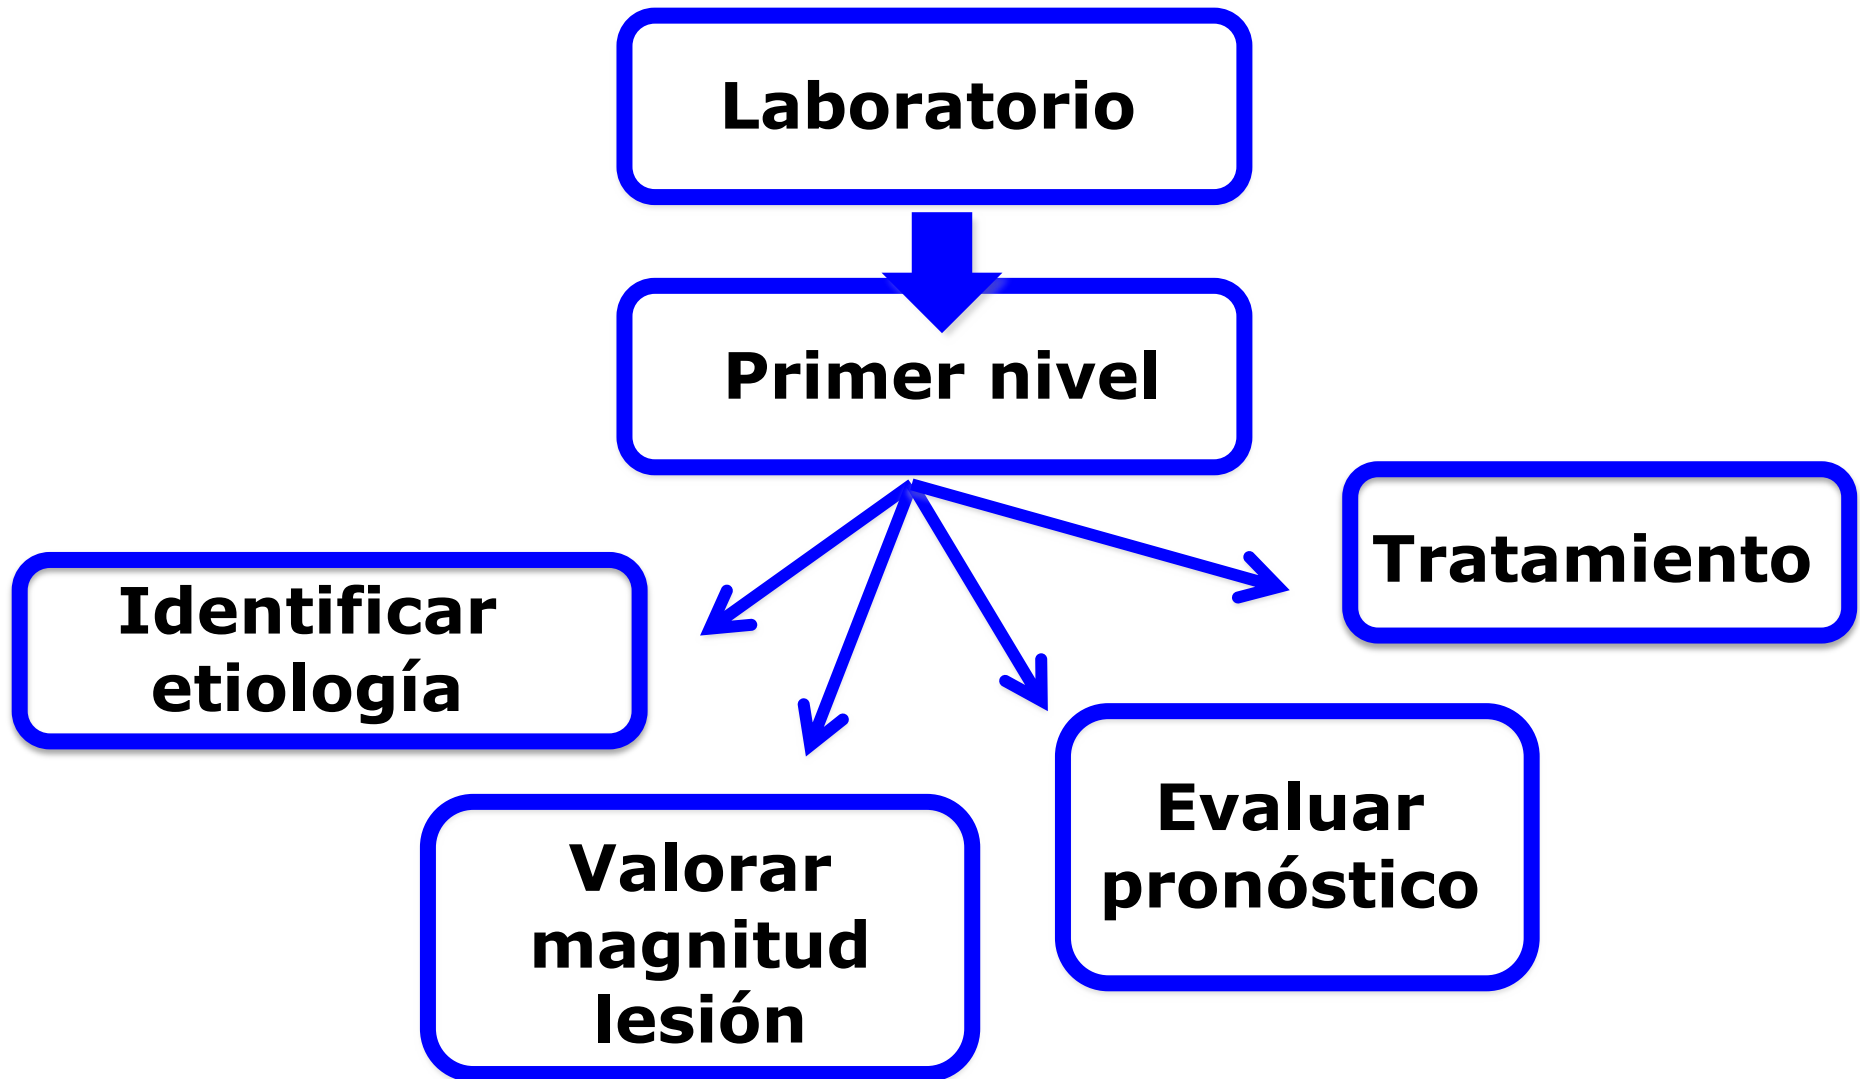 Laboratorio
Primer nivel
Tratamiento
Identificar
etiología
Evaluar
pronóstico
Valorar
magnitud
lesión